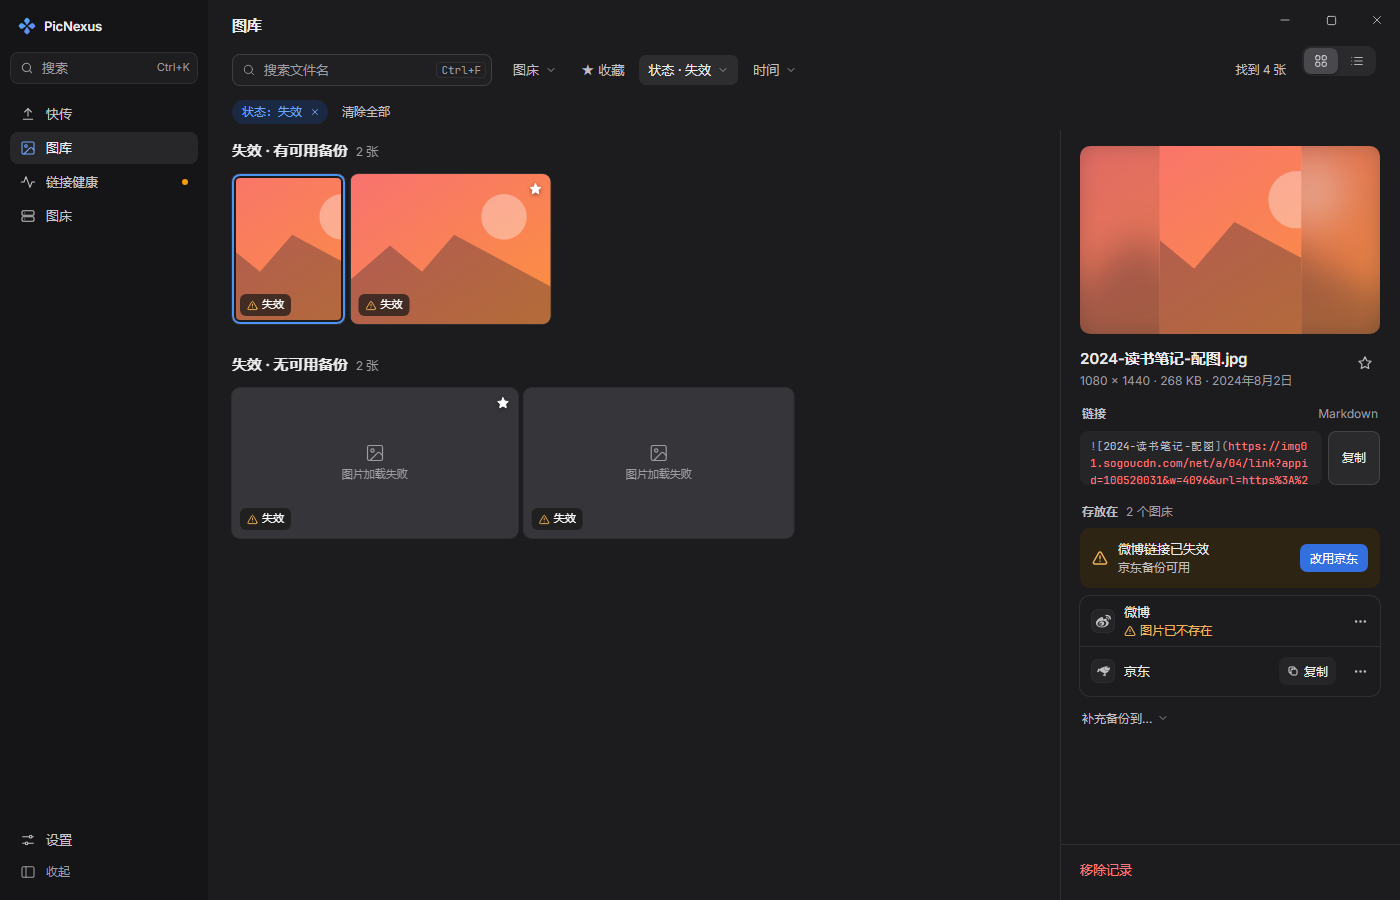 PicNexus
搜索
Ctrl+K
快传
图库
链接健康
图床
设置
收起
图库
搜索文件名
Ctrl+F
图床
★ 收藏
状态 · 失效
时间
找到 4 张
状态: 失效 ×
清除全部
失效 · 有可用备份 2 张
失效
失效
失效 · 无可用备份 2 张
图片加载失败
失效
图片加载失败
失效
2024-读书笔记-配图.jpg
1080 × 1440 · 268 KB · 2024年8月2日
链接
Markdown
![2024-读书笔记-配图](https://img0
1.sogoucdn.com/net/a/04/link?appi
d=100520031&w=4096&url=https%3A%2
复制
存放在 2 个图床
微博链接已失效
京东备份可用
改用京东
微博
图片已不存在
京东
复制
补充备份到...
移除记录